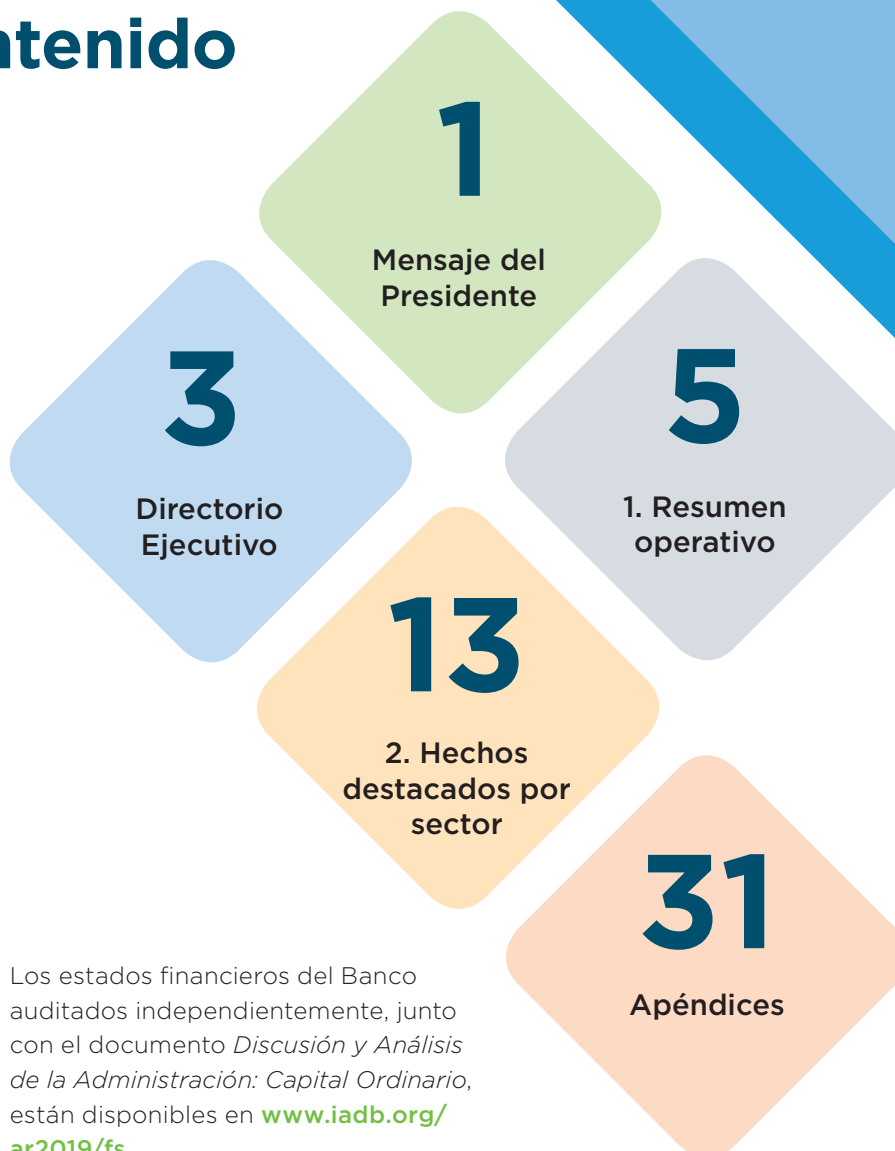 ntenido
1
Mensaje del
Presidente
3
Directorio
Ejecutivo
5
1. Resumen
operativo
13
2. Hechos
destacados por
sector
31
Apéndices
Los estados financieros del Banco
auditados independientemente, junto
con el documento Discusión y Análisis
de la Administración: Capital Ordinario,
están disponibles en www.iadb.org/
ar2019/fs